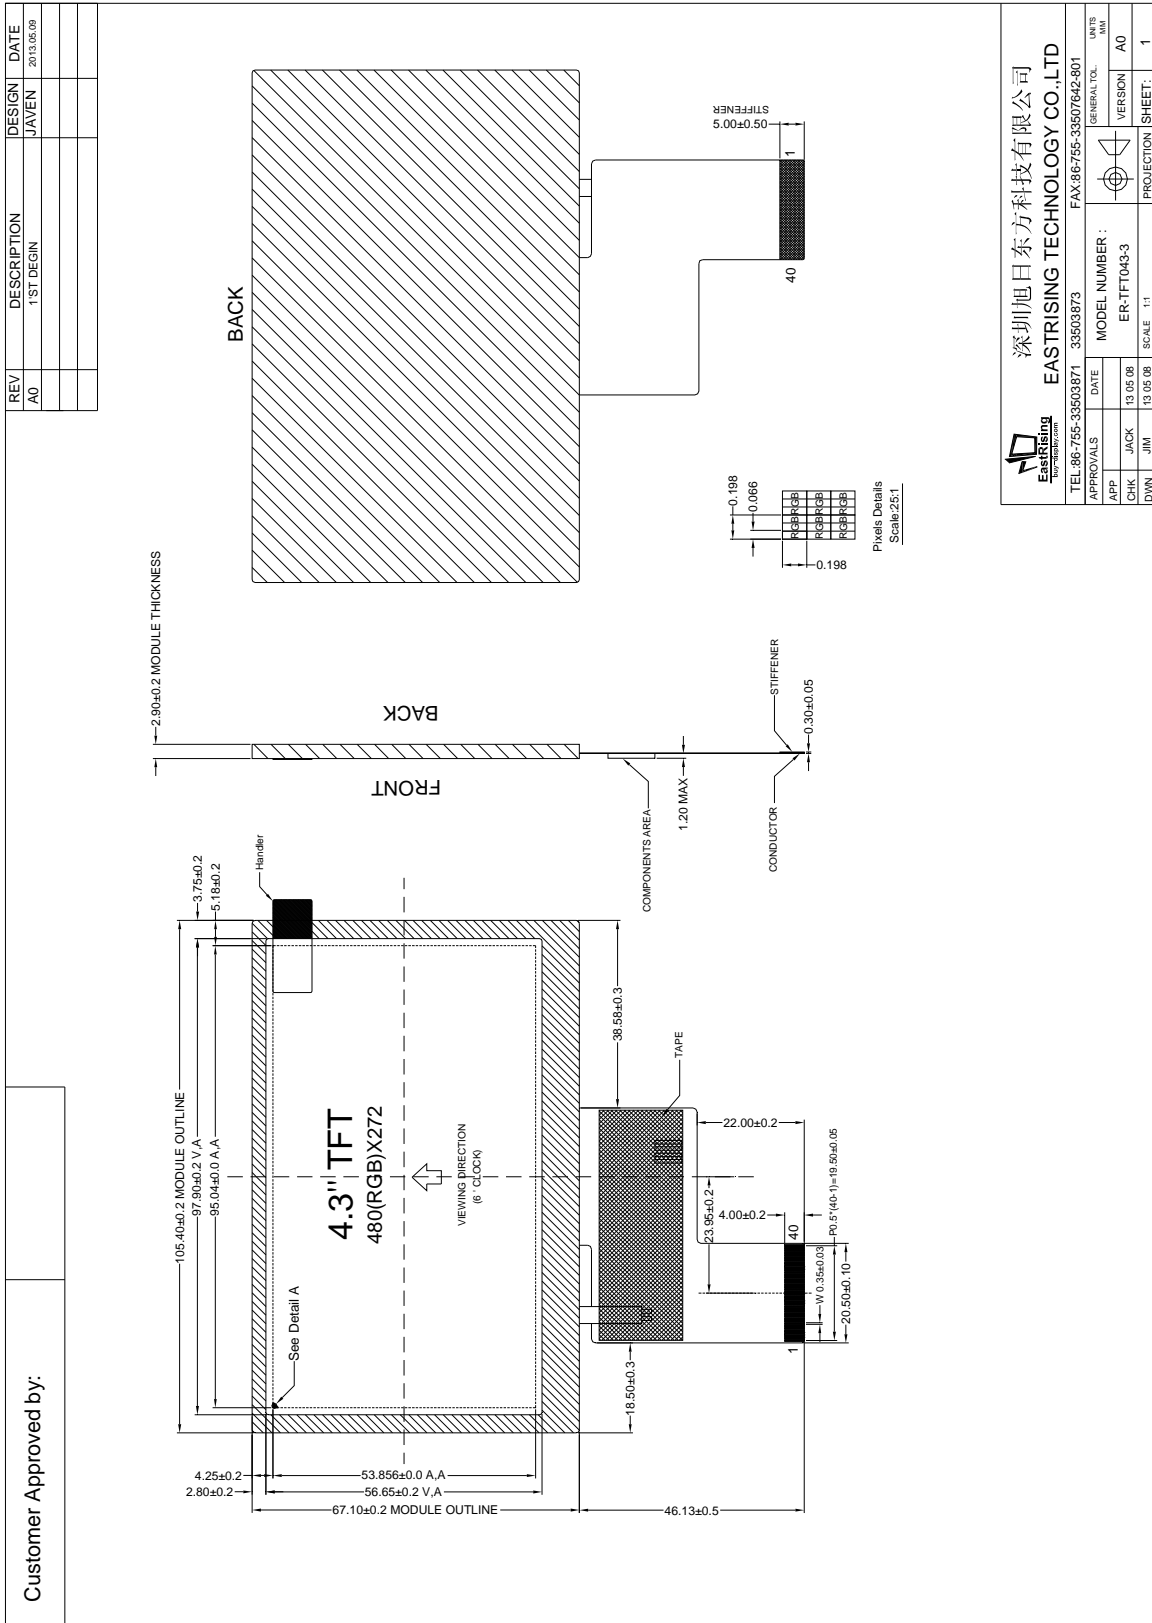 Customer Approved by:
REV DESCRIPTION DESIGN DATE
A0 1'ST DEGIN JAVEN 2013.05.09
105.40±0.2 MODULE OUTLINE
97.90±0.2 V,A
95.04±0.0 A,A
3.75±0.2
5.18±0.2
Handler
4.25±0.2
2.80±0.2
53.856±0.0 A,A
56.65±0.2 V,A
67.10±0.2 MODULE OUTLINE
46.13±0.5
See Detail A
4.3" TFT
480(RGB)X272
VIEWING DIRECTION
(6 ' CLOCK)
18.50±0.3
38.58±0.3
TAPE
22.00±0.2
23.95±0.2
4.00±0.2
1
40
W 0.35±0.03
P0.5*(40-1)=19.50±0.05
20.50±0.10
2.90±0.2 MODULE THICKNESS
FRONT
BACK
COMPONENTS AREA
1.20 MAX
CONDUCTOR
STIFFENER
0.30±0.05
BACK
40
1
5.00±0.50
STIFFENER
0.198
0.066
RGBRGB
RGBRGB
RGBRGB
0.198
Pixels Details
Scale:25:1
EastRising
buy-display.com
深圳旭日东方科技有限公司
EASTRISING TECHNOLOGY CO.,LTD
TEL:86-755-33503871 33503873 FAX:86-755-33507642-801
APPROVALS DATE
APP
CHK JACK 13 05 08
DWN JIM 13 05 08
MODEL NUMBER :
ER-TFT043-3
SCALE 1:1
PROJECTION
GENERAL TOL.
UNITS
MM
VERSION A0
SHEET: 1